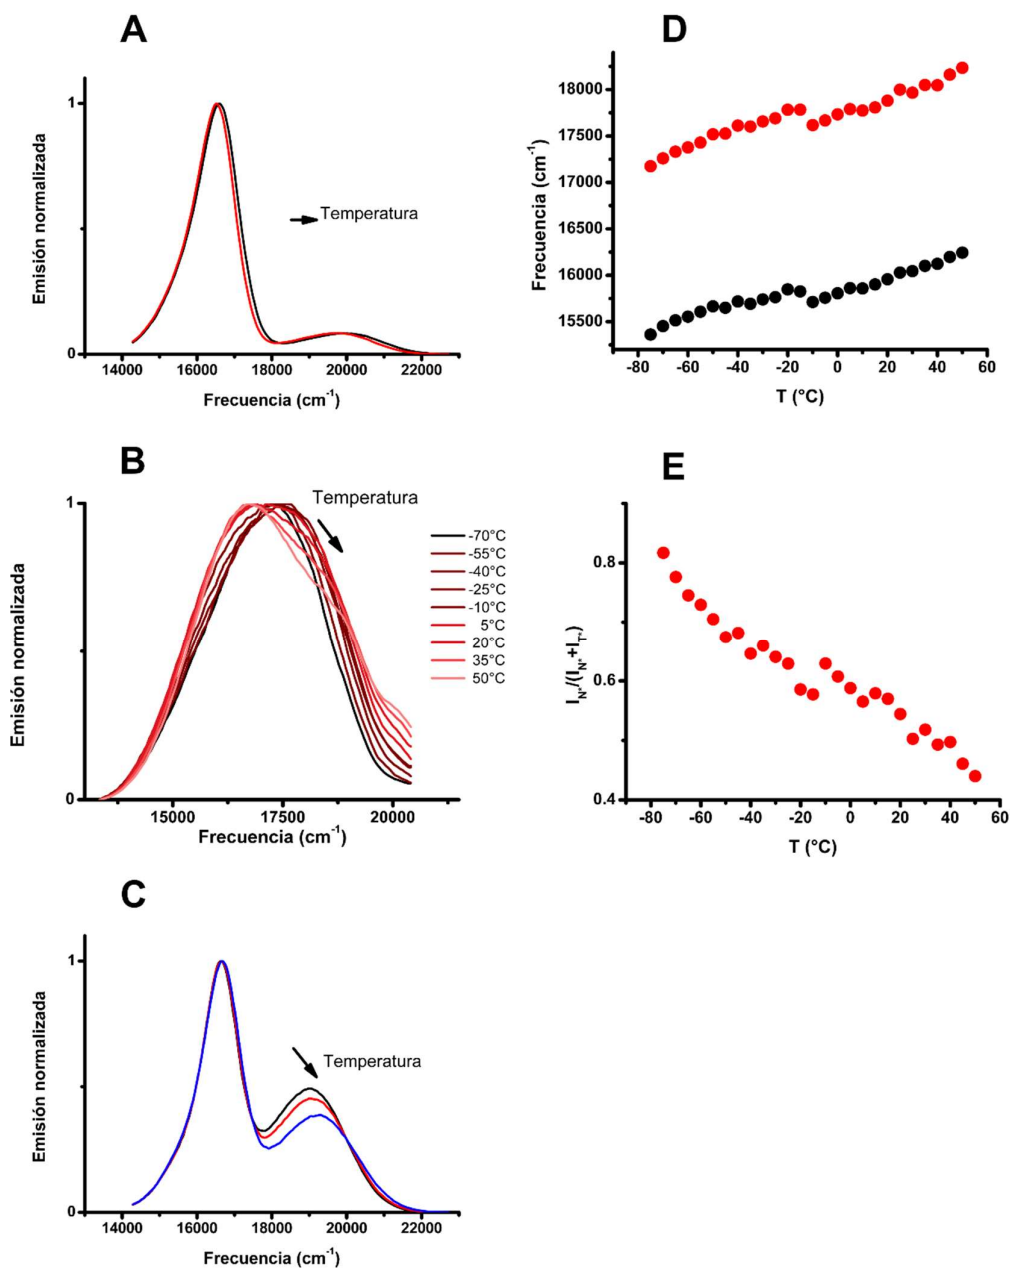 A
1
Emisión normalizada
Temperatura
0
14000 16000 18000 20000 22000
Frecuencia (cm-1)
D
18000
17500
17000
16500
16000
15500
Frecuencia (cm-1)
-80 -60 -40 -20 0 20 40 60
T (°C)
B
1
Emisión normalizada
Temperatura
-70°C
-55°C
-40°C
-25°C
-10°C
5°C
20°C
35°C
50°C
0
15000 17500 20000
Frecuencia (cm-1)
E
0.8
0.6
0.4
IN*/(IN*+IT*)
-80 -60 -40 -20 0 20 40 60
T (°C)
C
1
Emisión normalizada
Temperatura
0
14000 16000 18000 20000 22000
Frecuencia (cm-1)